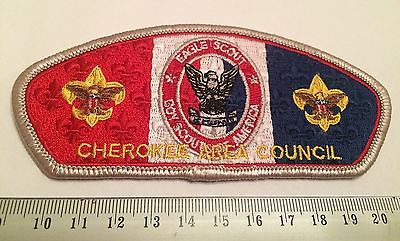 EAGLE SCOUT
BOY SCOUTS
AMERICA
CHEROKEE AREA COUNCIL
10 11 12 13 14 15 16 17 18 19 20